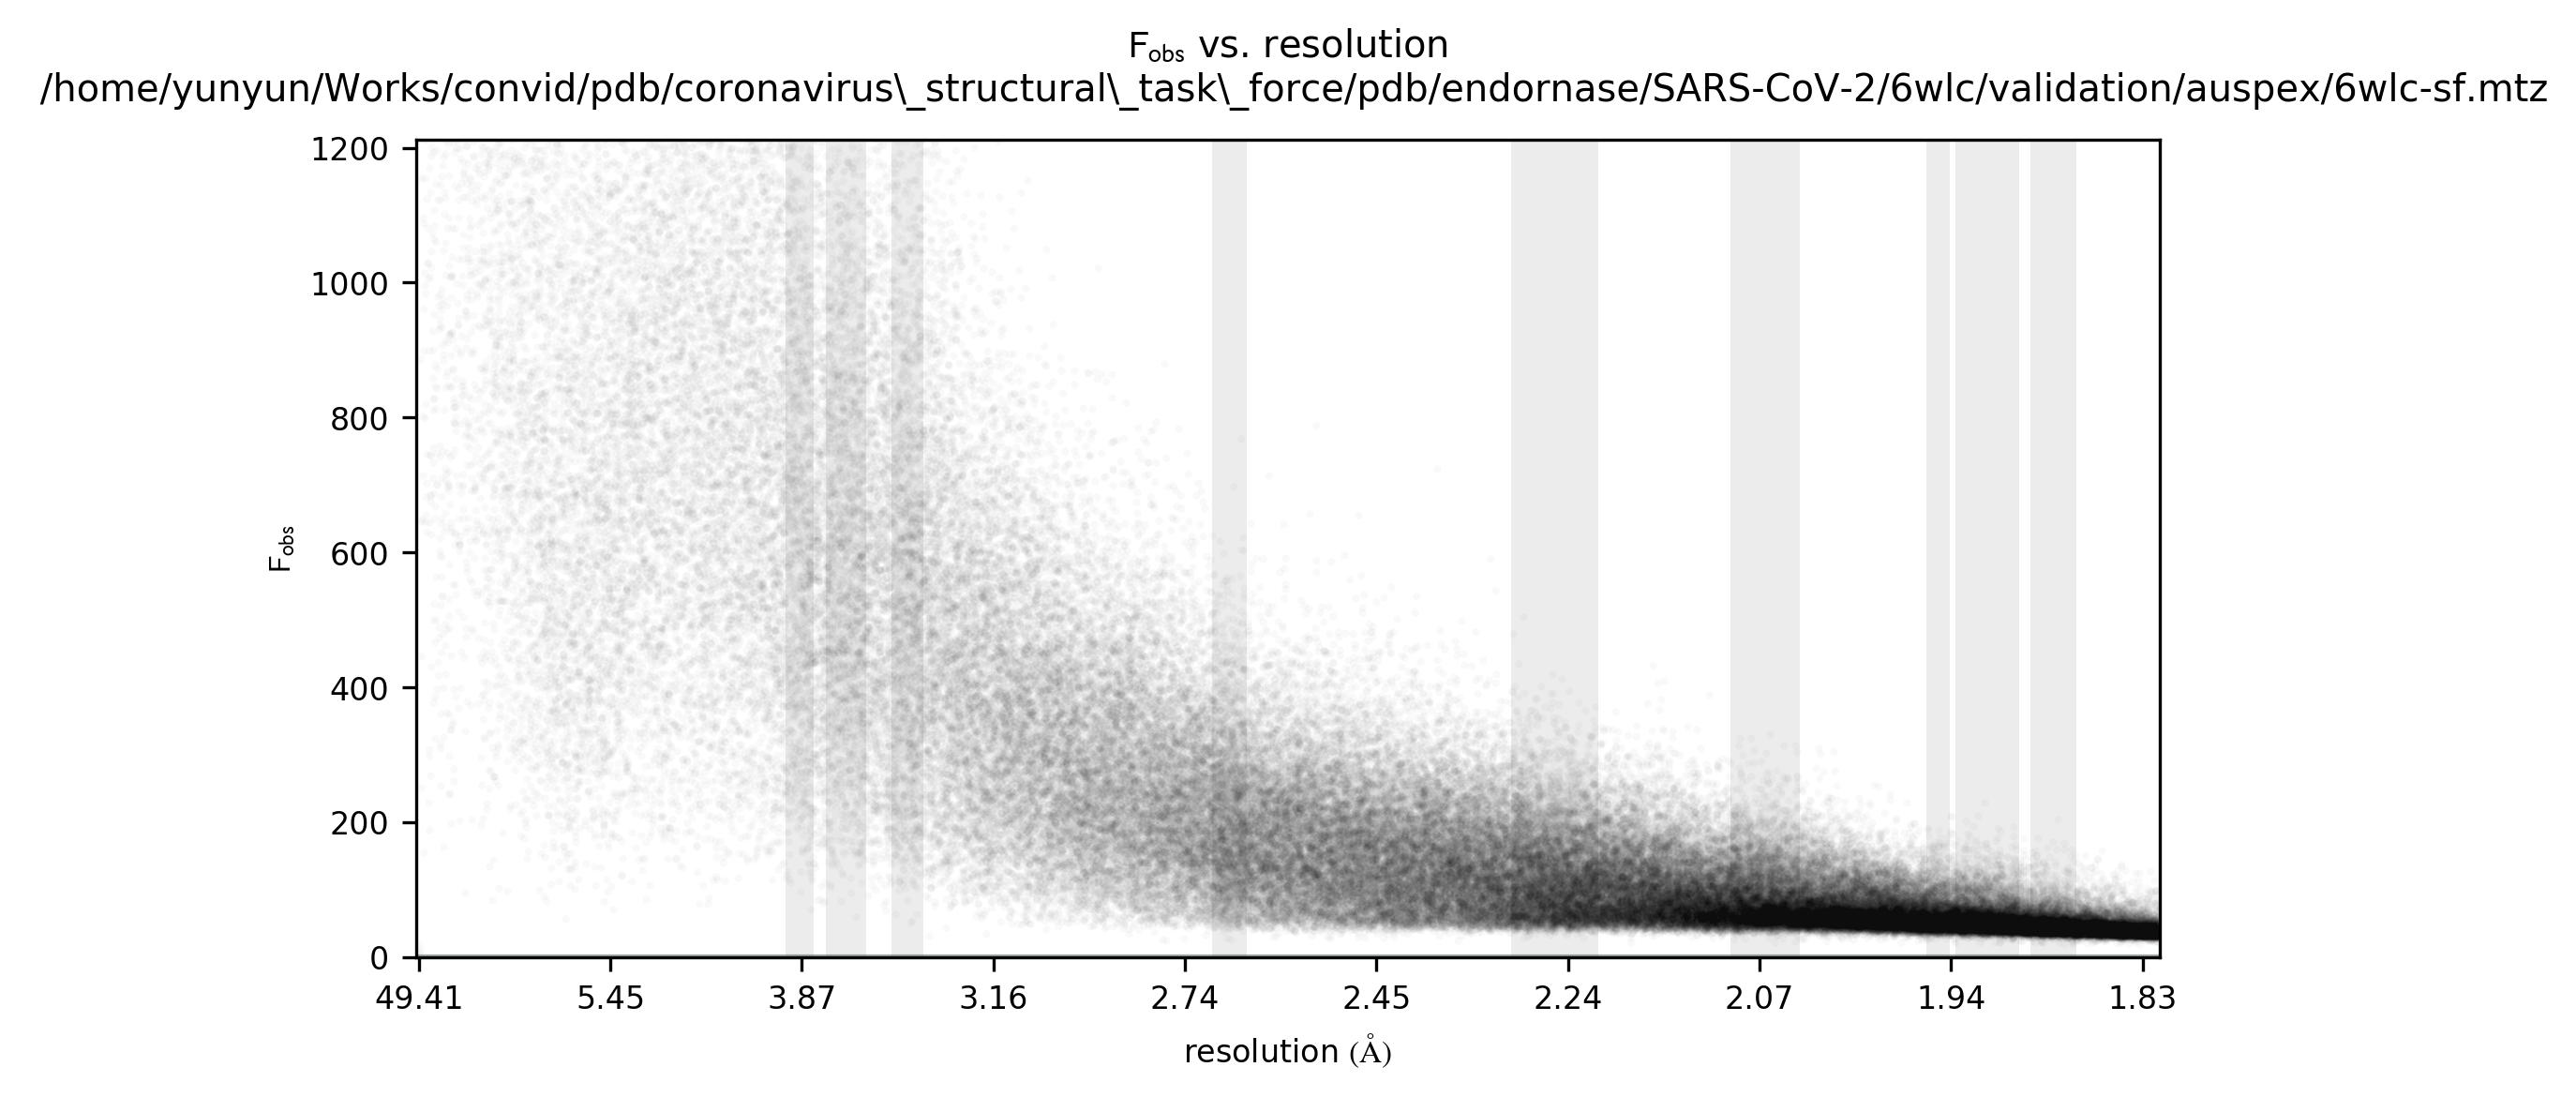 F_obs vs. resolution
/home/yunyun/Works/convid/pdb/coronavirus\_structural\_task\_force/pdb/endornase/SARS-CoV-2/6wlc/validation/auspex/6wlc-sf.mtz
1200
1000
800
600
400
200
0
F_obs
49.41 5.45 3.87 3.16 2.74 2.45 2.24 2.07 1.94 1.83
resolution (Å)